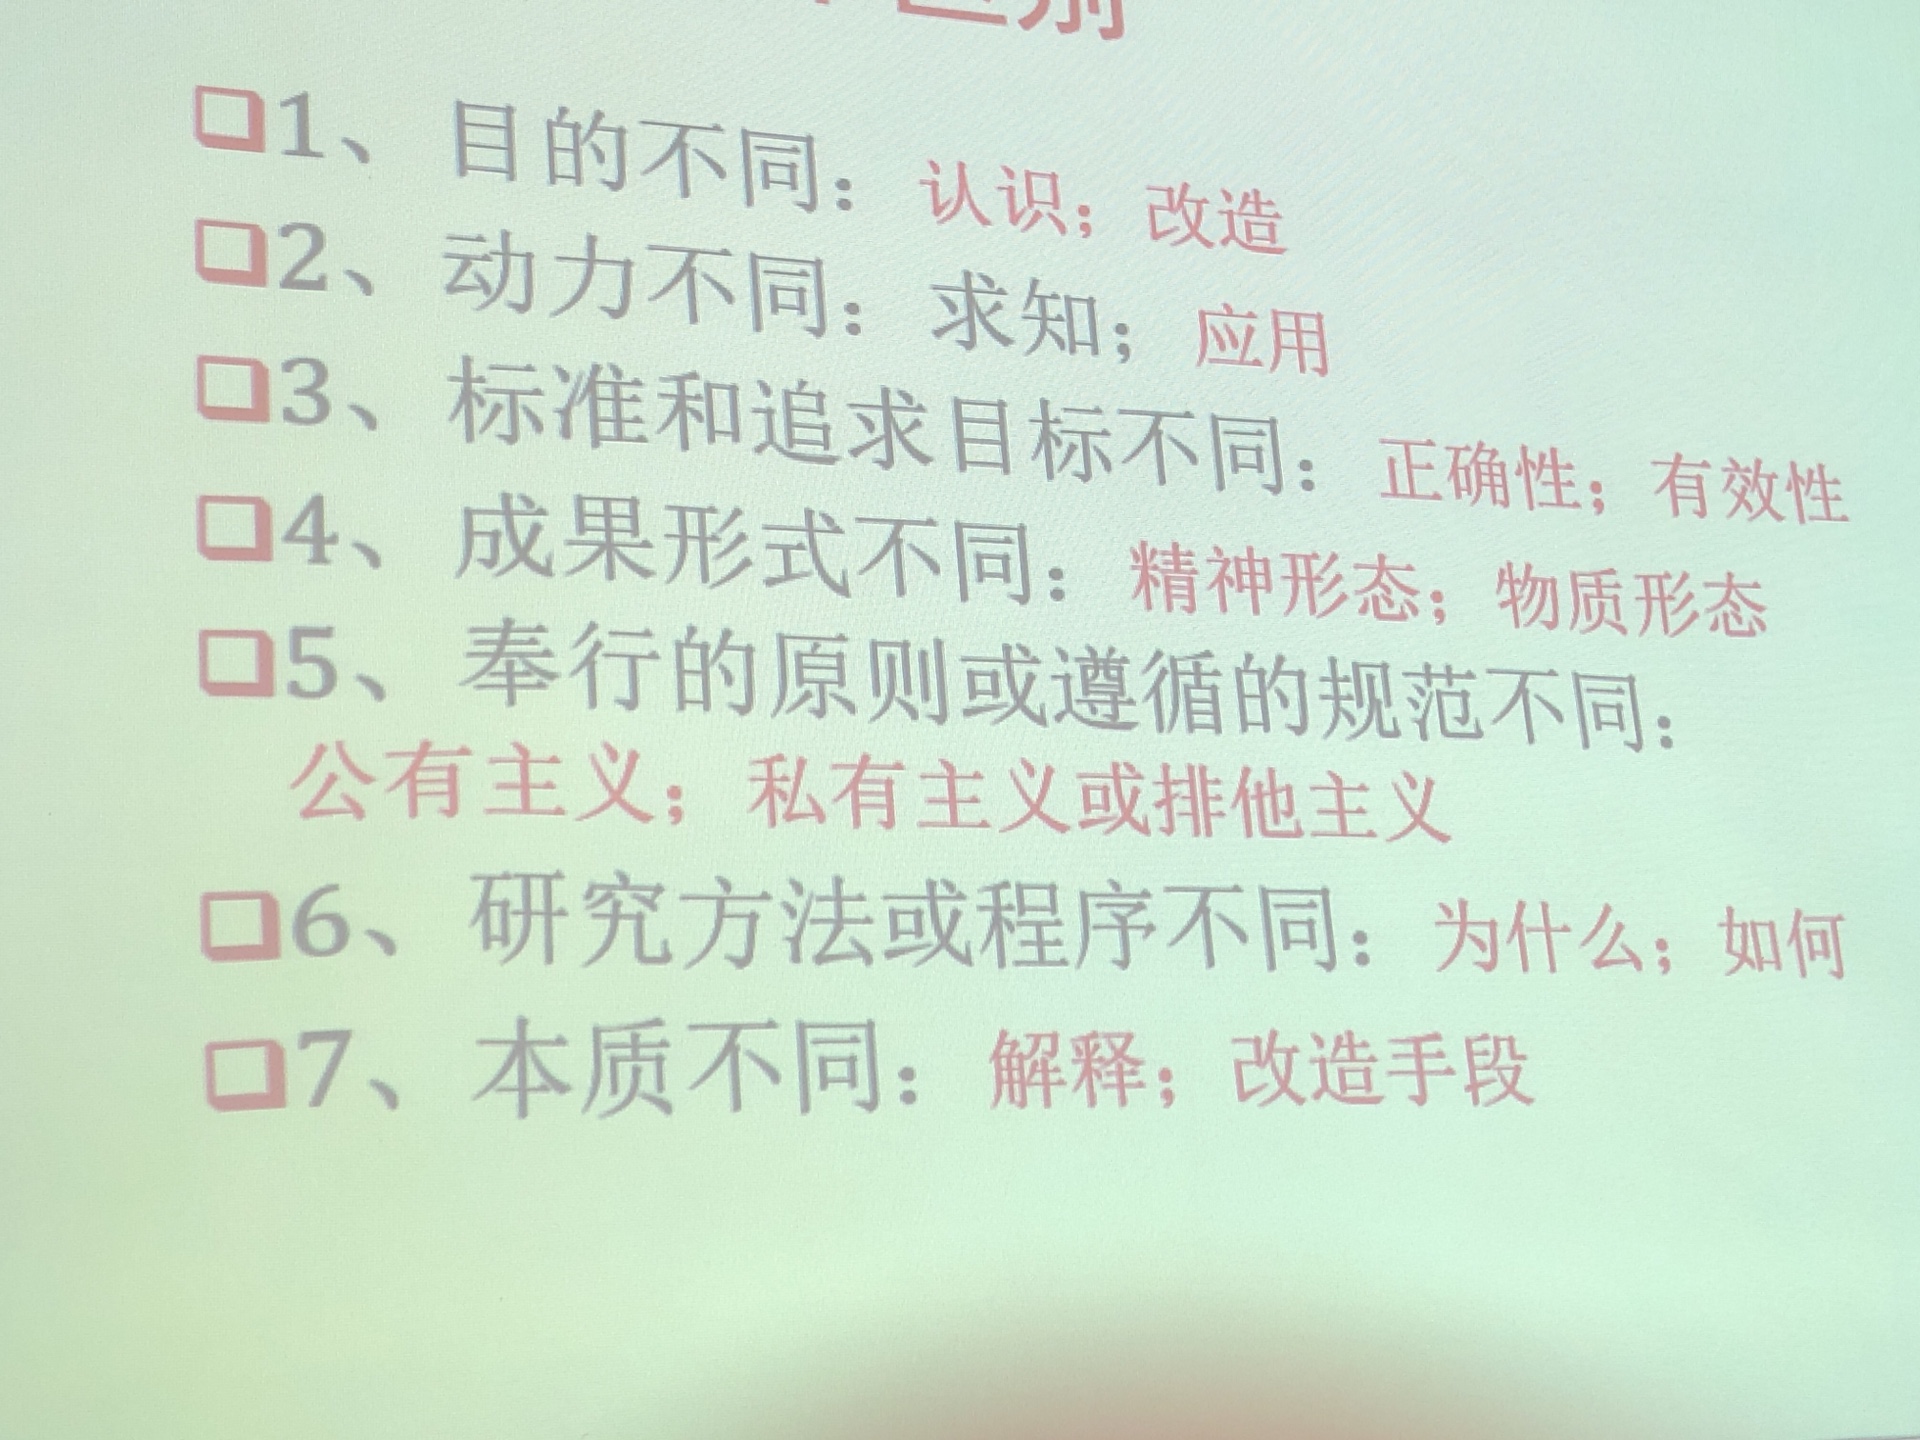 区别
❑1、目的不同：认识；改造
❑2、动力不同：求知；应用
❑3、标准和追求目标不同：正确性；有效性
❑4、成果形式不同：精神形态；物质形态
❑5、奉行的原则或遵循的规范不同：
公有主义；私有主义或排他主义
❑6、研究方法或程序不同：为什么；如何
❑7、本质不同：解释；改造手段